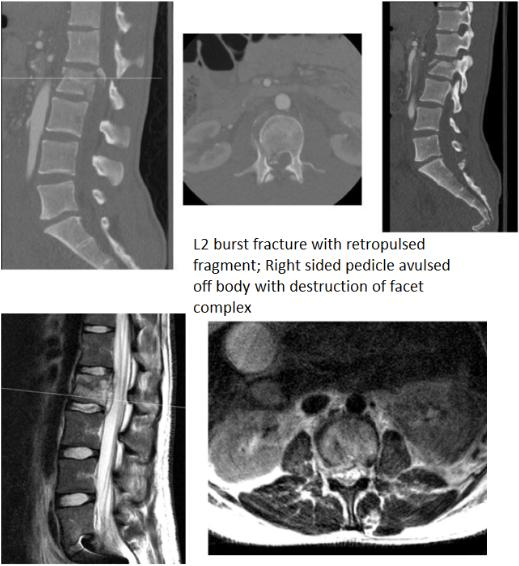 L2 burst fracture with retropulsed
fragment; Right sided pedicle avulsed
off body with destruction of facet
complex